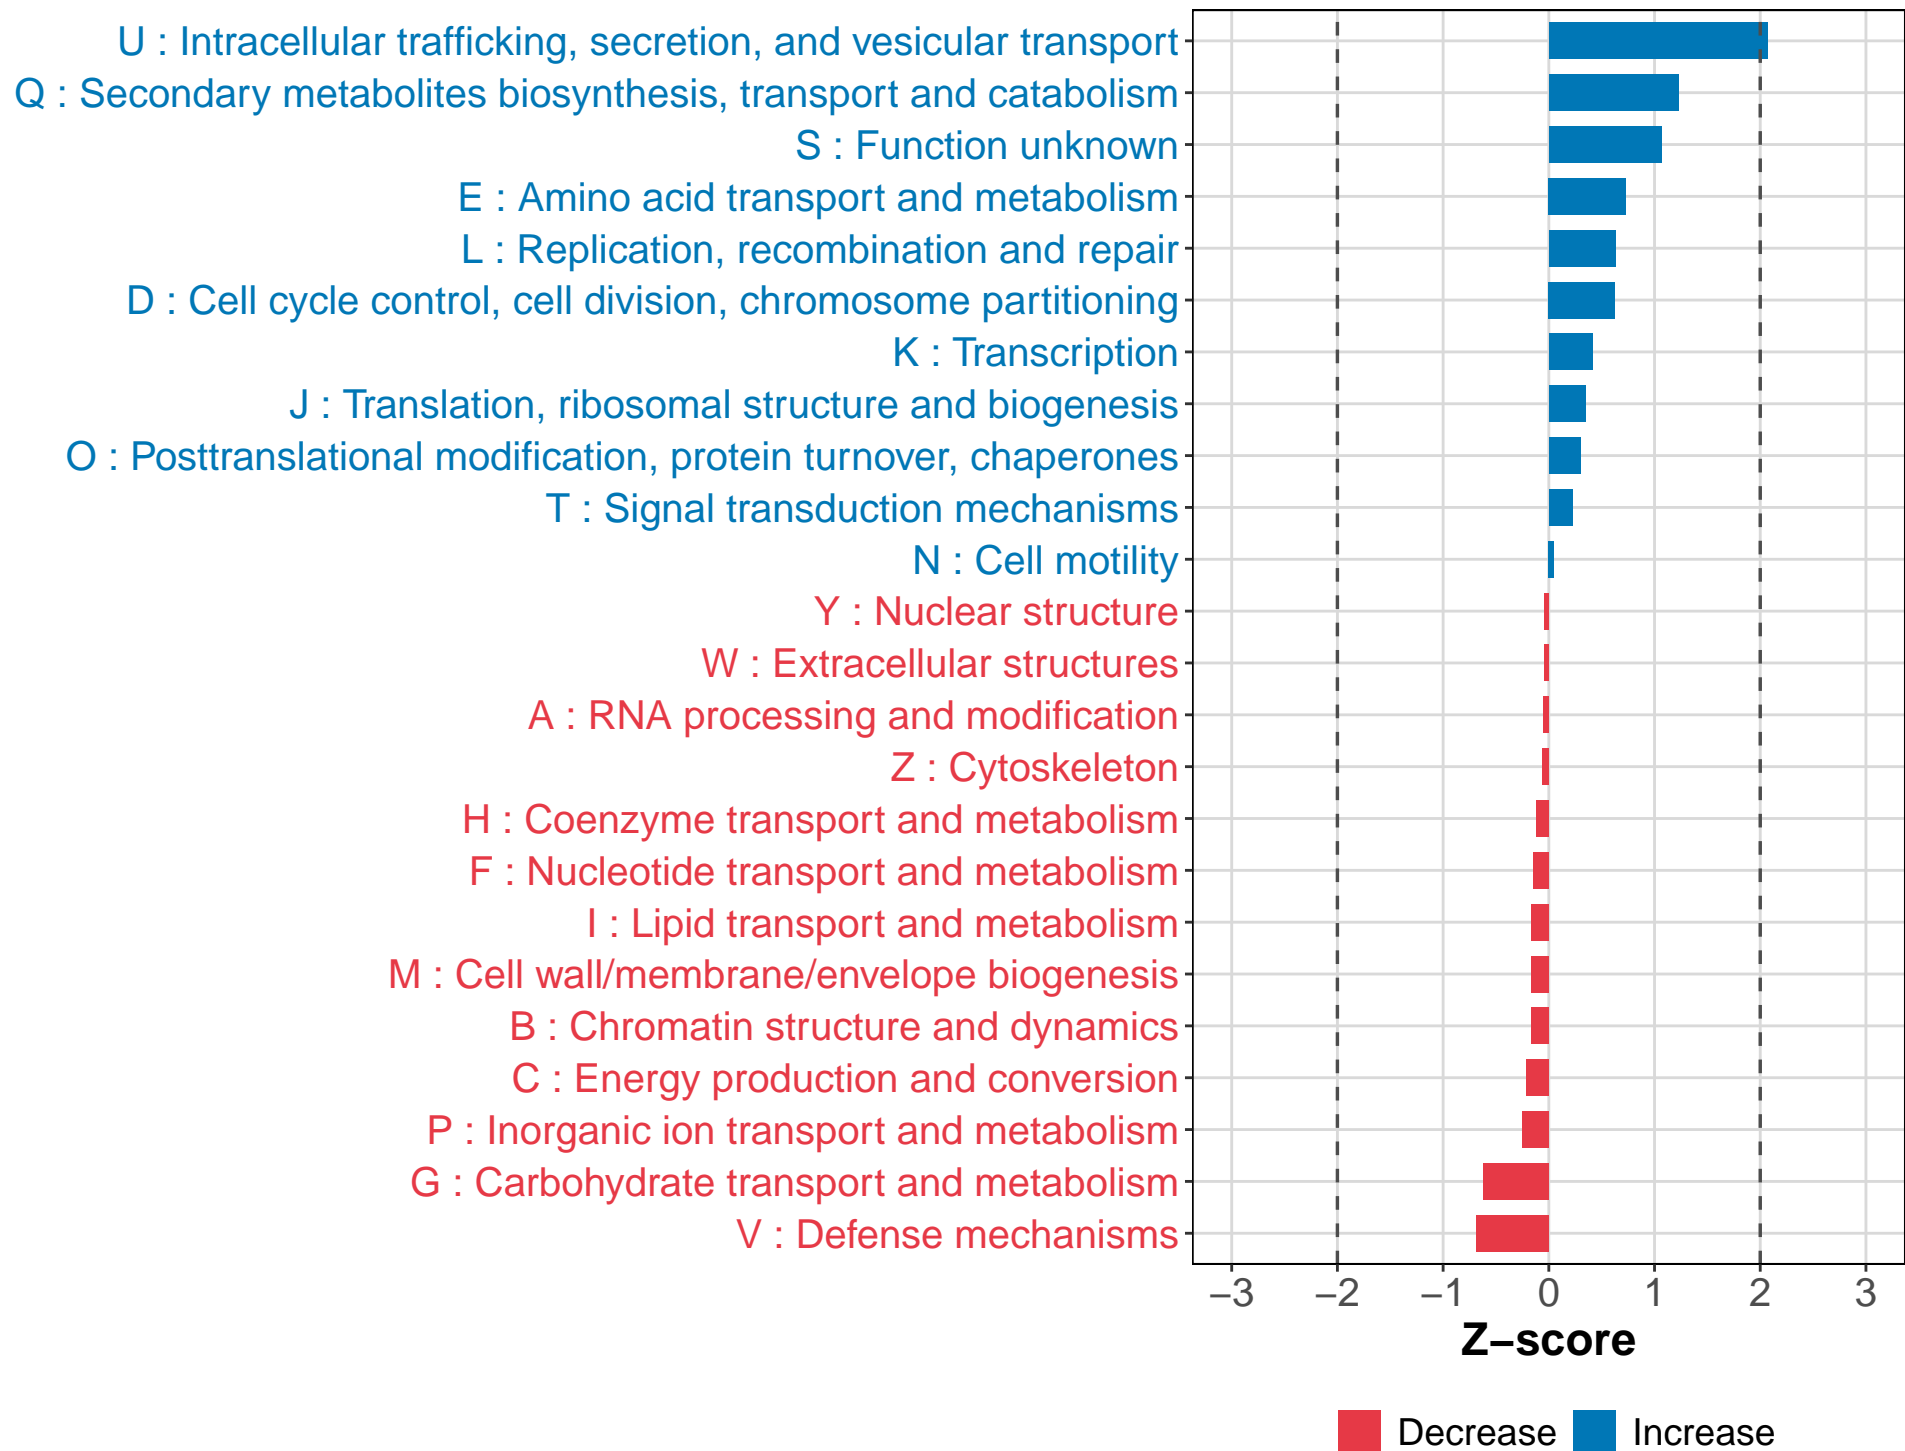 U : Intracellular trafficking, secretion, and vesicular transport
Q : Secondary metabolites biosynthesis, transport and catabolism
S : Function unknown
E : Amino acid transport and metabolism
L : Replication, recombination and repair
D : Cell cycle control, cell division, chromosome partitioning
K : Transcription
J : Translation, ribosomal structure and biogenesis
O : Posttranslational modification, protein turnover, chaperones
T : Signal transduction mechanisms
N : Cell motility
Y : Nuclear structure
W : Extracellular structures
A : RNA processing and modification
Z : Cytoskeleton
H : Coenzyme transport and metabolism
F : Nucleotide transport and metabolism
I : Lipid transport and metabolism
M : Cell wall/membrane/envelope biogenesis
B : Chromatin structure and dynamics
C : Energy production and conversion
P : Inorganic ion transport and metabolism
G : Carbohydrate transport and metabolism
V : Defense mechanisms
−3 −2 −1 0 1 2 3
Z−score
Decrease Increase